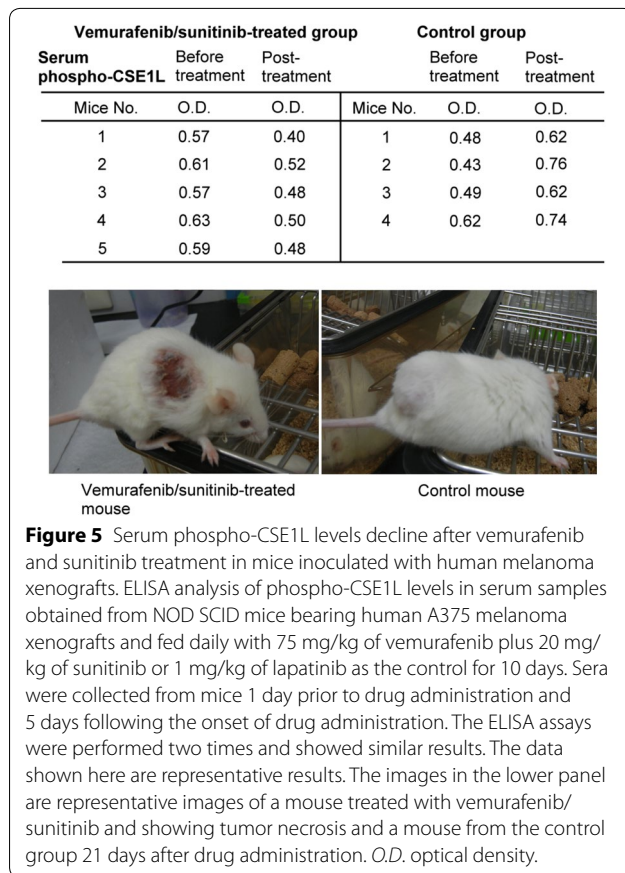 Vemurafenib/sunitinib-treated group Control group
Serum phospho-CSE1L Before treatment Post-treatment Before treatment Post-treatment
Mice No. O.D. O.D. Mice No. O.D. O.D.
1 0.57 0.40 1 0.48 0.62
2 0.61 0.52 2 0.43 0.76
3 0.57 0.48 3 0.49 0.62
4 0.63 0.50 4 0.62 0.74
5 0.59 0.48
Vemurafenib/sunitinib-treated mouse
Control mouse
Figure 5 Serum phospho-CSE1L levels decline after vemurafenib
and sunitinib treatment in mice inoculated with human melanoma
xenografts. ELISA analysis of phospho-CSE1L levels in serum samples
obtained from NOD SCID mice bearing human A375 melanoma
xenografts and fed daily with 75 mg/kg of vemurafenib plus 20 mg/
kg of sunitinib or 1 mg/kg of lapatinib as the control for 10 days. Sera
were collected from mice 1 day prior to drug administration and
5 days following the onset of drug administration. The ELISA assays
were performed two times and showed similar results. The data
shown here are representative results. The images in the lower panel
are representative images of a mouse treated with vemurafenib/
sunitinib and showing tumor necrosis and a mouse from the control
group 21 days after drug administration. O.D. optical density.